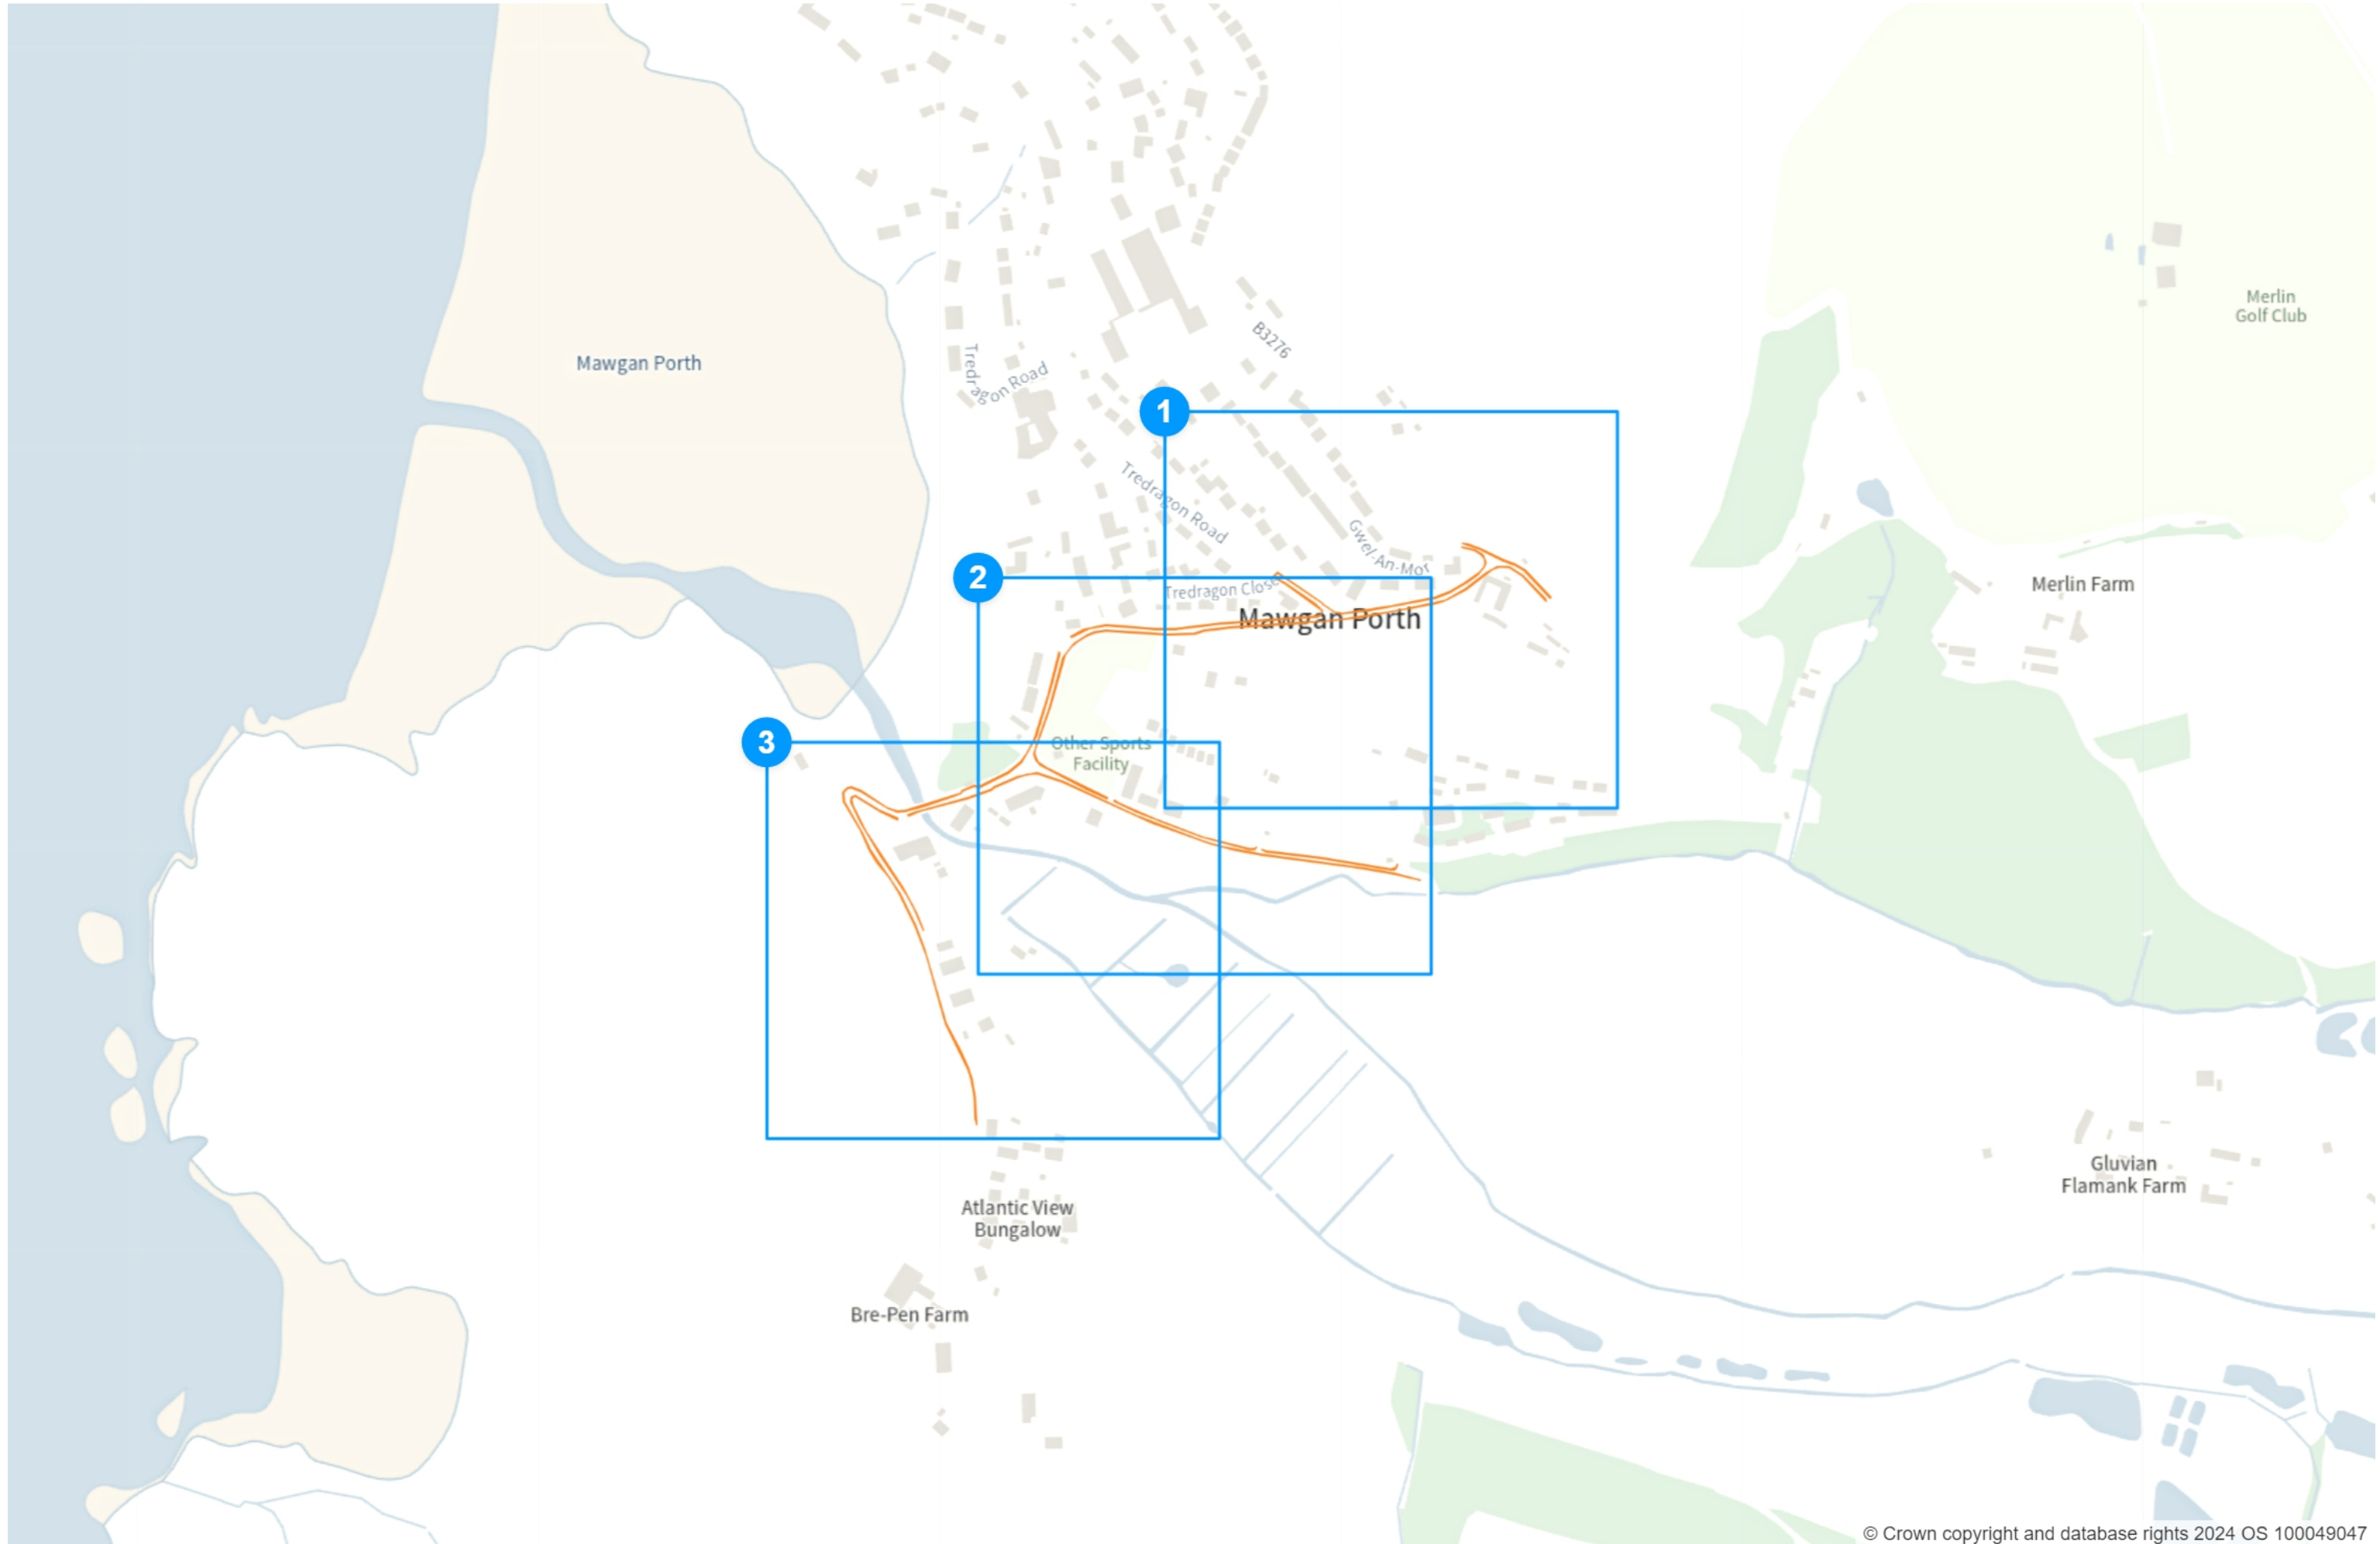 Merlin
Golf Club
B3276
Mawgan Porth
Tredragon Road
1
Tredragon Road
Gwel-An-Mor
2
Tredragon Close
Merlin Farm
Mawgan Porth
3
Other Sports
Facility
Gluvian
Flamank Farm
Atlantic View
Bungalow
Bre-Pen Farm
© Crown copyright and database rights 2024 OS 100049047